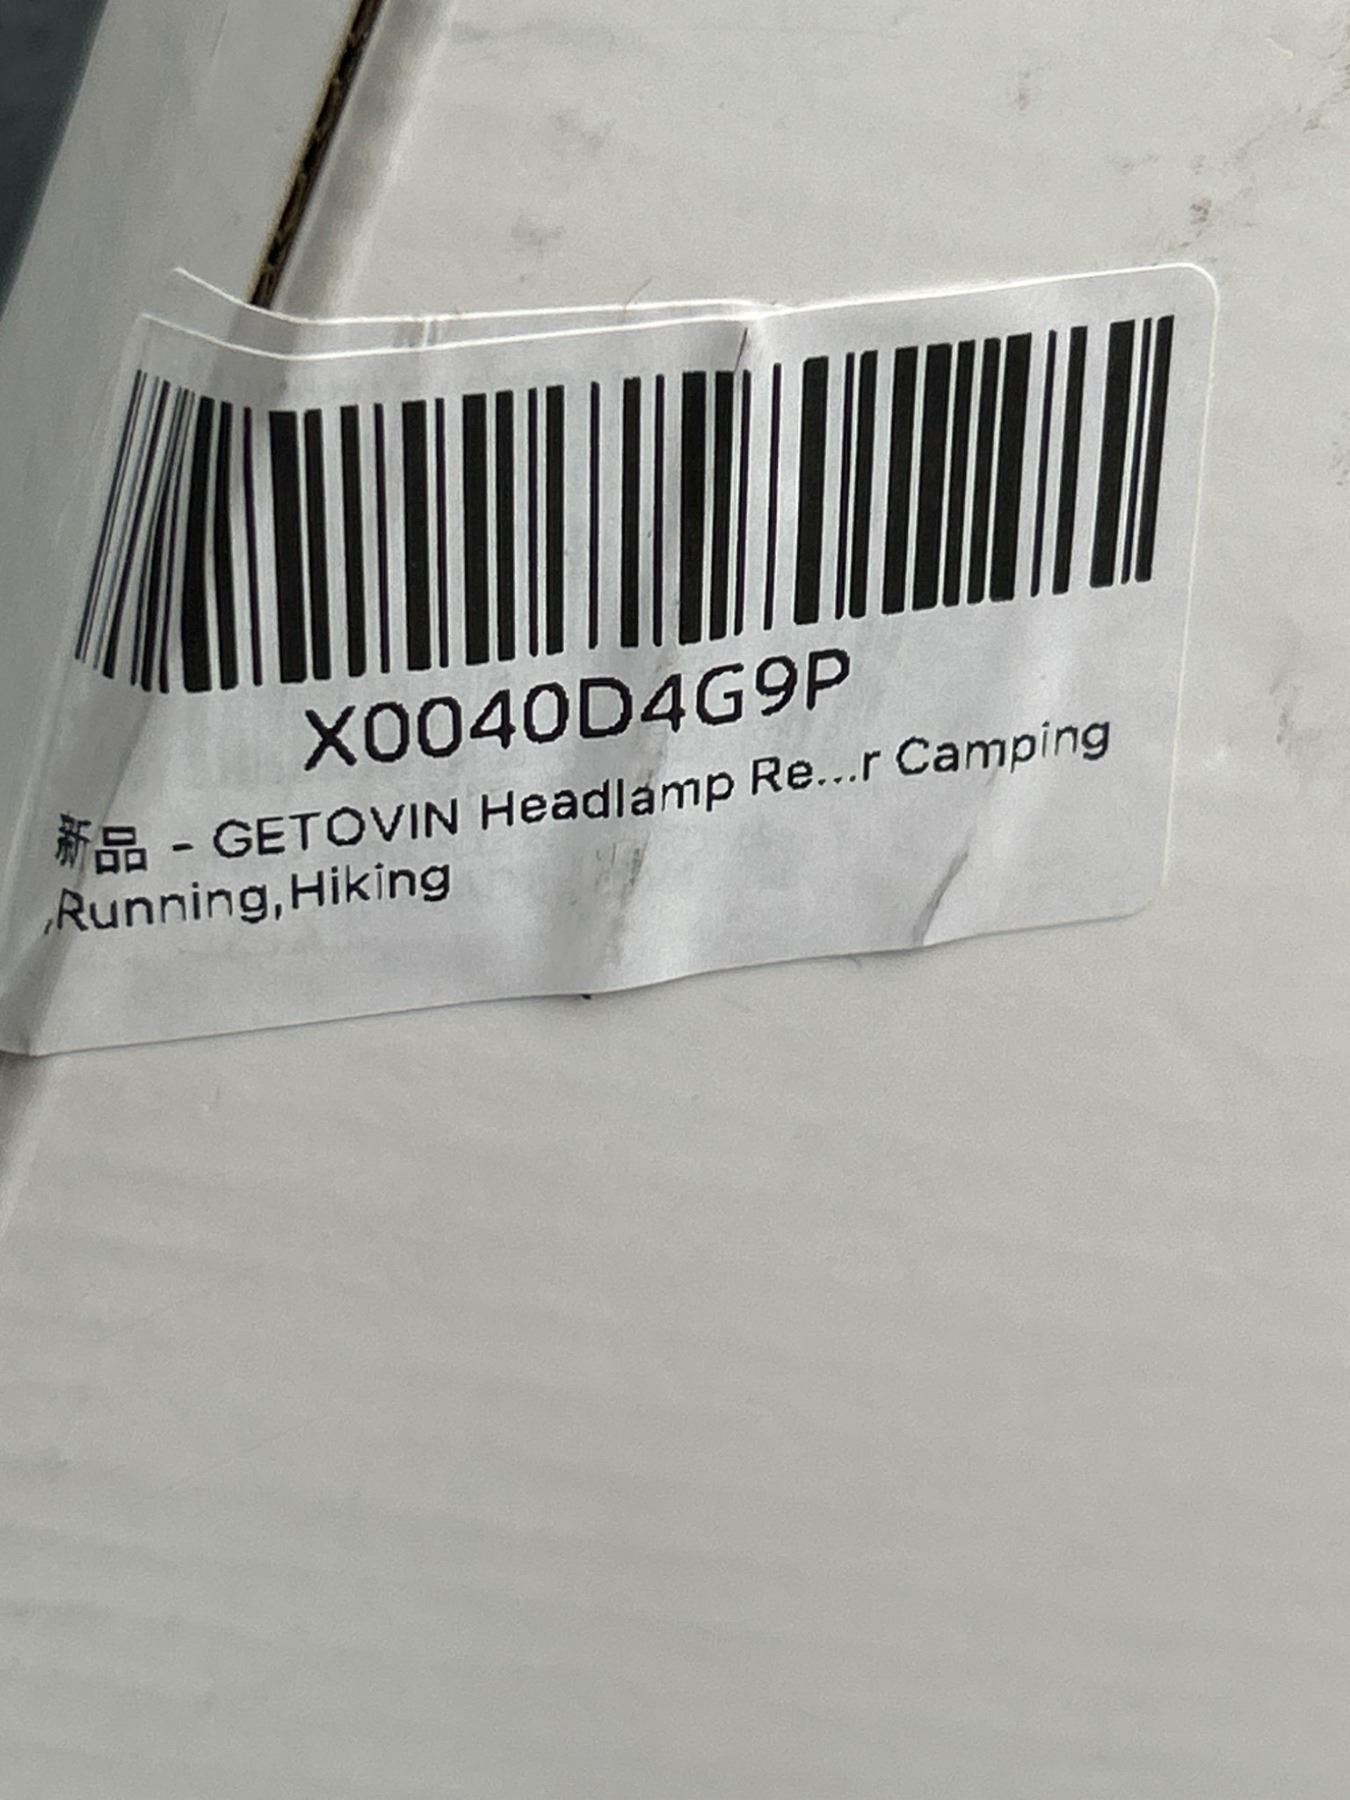 X0040D4G9P
新品 - GETOVIN Headlamp Re...r Camping
,Running,Hiking